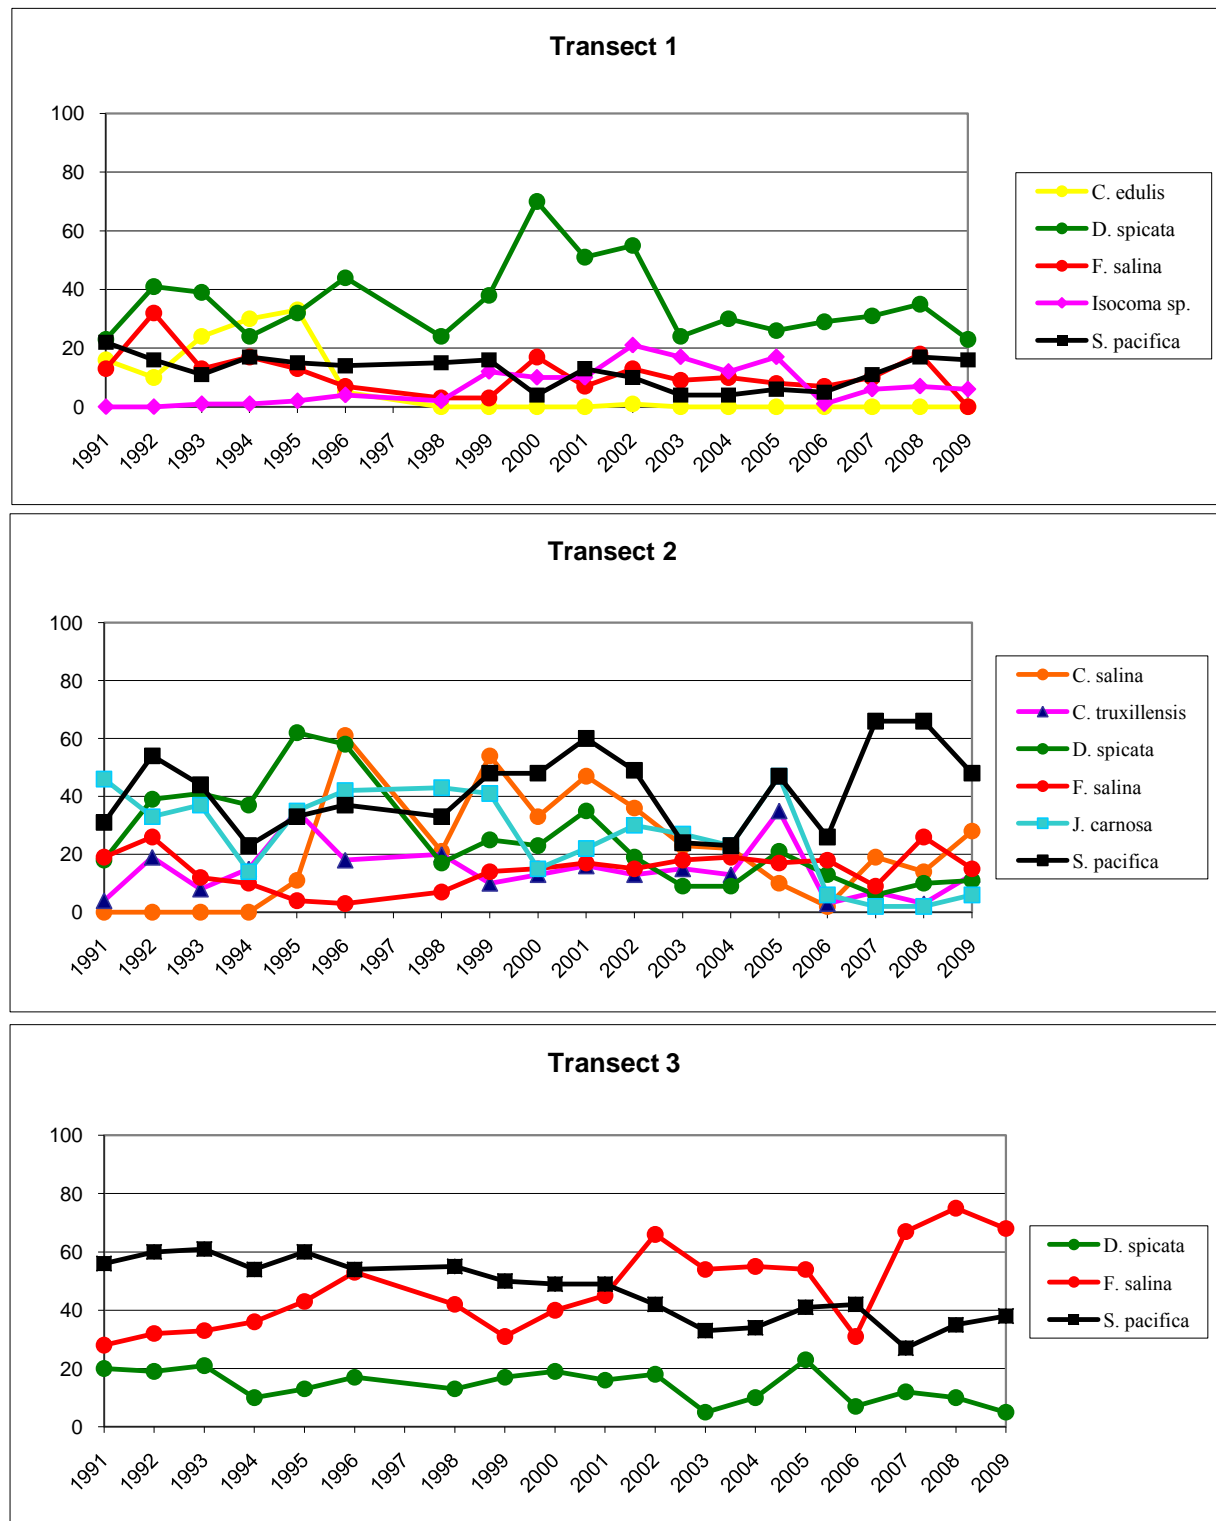 Transect 1
100
80
60
40
20
0
1991 1992 1993 1994 1995 1996 1997 1998 1999 2000 2001 2002 2003 2004 2005 2006 2007 2008 2009
C. edulis
D. spicata
F. salina
Isocoma sp.
S. pacifica
Transect 2
100
80
60
40
20
0
1991 1992 1993 1994 1995 1996 1997 1998 1999 2000 2001 2002 2003 2004 2005 2006 2007 2008 2009
C. salina
C. truxillensis
D. spicata
F. salina
J. carnosa
S. pacifica
Transect 3
100
80
60
40
20
0
1991 1992 1993 1994 1995 1996 1997 1998 1999 2000 2001 2002 2003 2004 2005 2006 2007 2008 2009
D. spicata
F. salina
S. pacifica